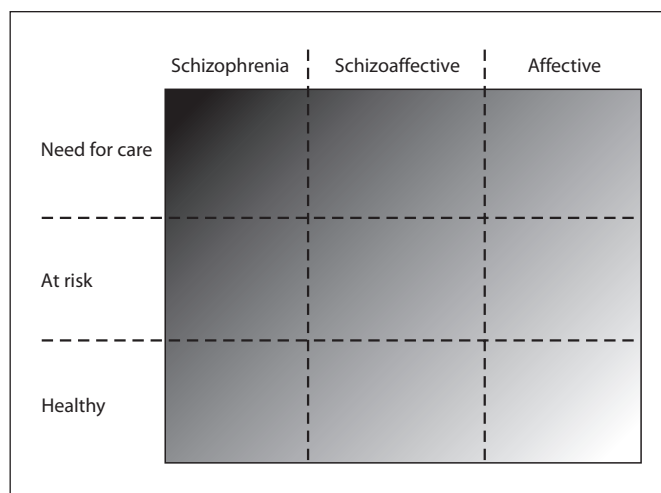 Schizophrenia Schizoaffective Affective
Need for care
At risk
Healthy